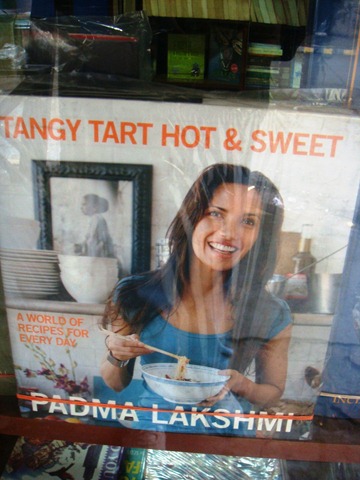 TANGY TART HOT & SWEET
A WORLD OF
RECIPES FOR
EVERY DAY
PADMA LAKSHMI